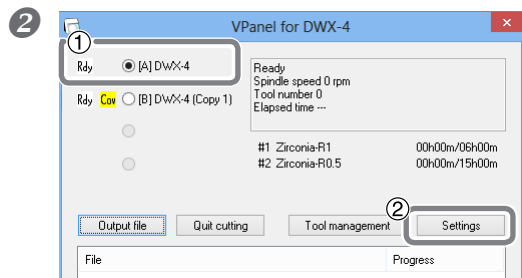 2
VPanel for DWX-4
×
1
Rdy [A] DWX-4
Ready
Spindle speed 0 rpm
Tool number 0
Elapsed time ---
Rdy Cov [B] DWX-4 (Copy 1)
#1 Zirconia-R1 00h00m/06h00m
#2 Zirconia-R0.5 00h00m/15h00m
2
Output file Quit cutting Tool management Settings
File Progress